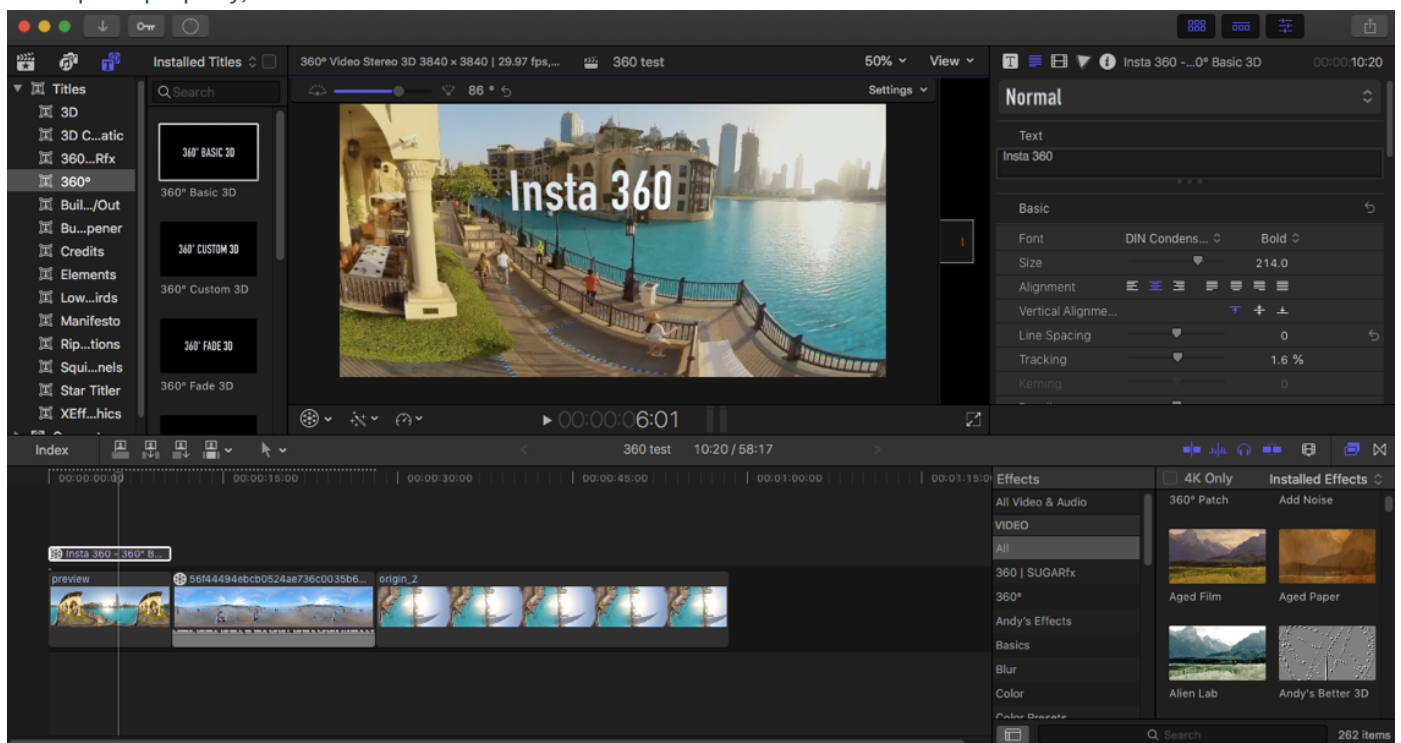 Installed Titles
360° Video Stereo 3D 3840 × 3840 | 29.97 fps,...
360 test
50%
View
Insta 360 -...0° Basic 3D
00:00:10:20
Titles
3D
3D C...atic
360...Rfx
360°
Buil.../Out
Bu...pener
Credits
Elements
Low...irds
Manifesto
Rip...tions
Squi...nels
Star Titler
XEff...hics
Search
360° BASIC 3D
360° Basic 3D
360° CUSTOM 3D
360° Custom 3D
360° FADE 3D
360° Fade 3D
86 °
Settings
Insta 360
00:00:06:01
Normal
Text
Insta 360
Basic
Font
DIN Condens...
Bold
Size
214.0
Alignment
Vertical Alignme...
Line Spacing
0
Tracking
1.6 %
Kerning
0
Index
360 test
10:20 / 58:17
00:00:00:00
00:00:15:00
00:00:30:00
00:00:45:00
00:01:00:00
00:01:15:0
Insta 360 - 360° B...
preview
56f44494ebcb0524ae736c0035b6...
origin_2
Effects
4K Only
Installed Effects
All Video & Audio
VIDEO
All
360 | SUGARfx
360°
Andy's Effects
Basics
Blur
Color
Color Presets
360° Patch
Add Noise
Aged Film
Aged Paper
Alien Lab
Andy's Better 3D
Search
262 items